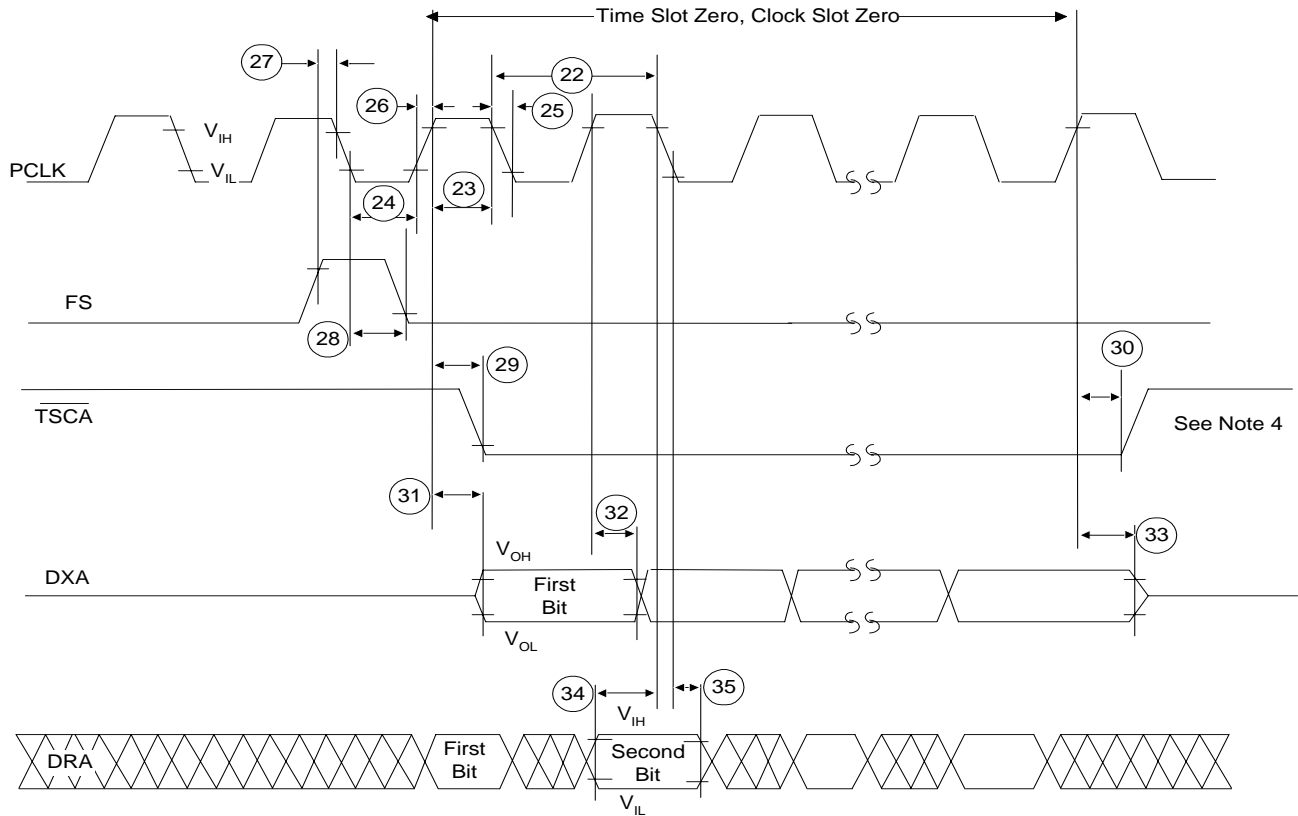 Time Slot Zero, Clock Slot Zero
27
22
26
25
VIH
PCLK
VIL
24
23
FS
28
29
30
TSCA
See Note 4
31
32
33
VOH
DXA
First
Bit
VOL
34
35
VIH
DRA
First
Bit
Second
Bit
VIL